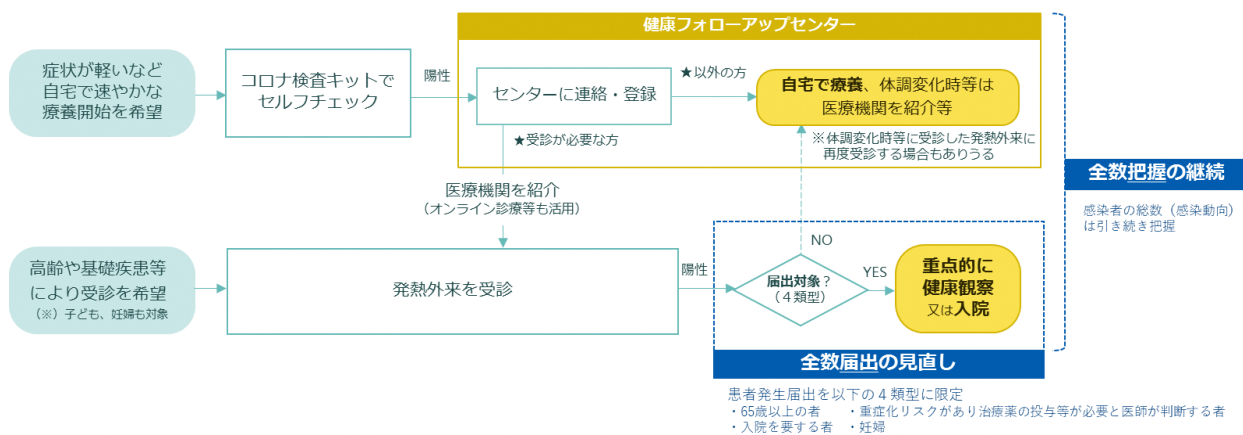 健康フォローアップセンター
症状が軽いなど
自宅で速やかな
療養開始を希望
コロナ検査キットで
セルフチェック
陽性
センターに連絡・登録
★以外の方
自宅で療養、体調変化時等は
医療機関を紹介等
★受診が必要な方
※体調変化時等に受診した発熱外来に
再度受診する場合もありうる
医療機関を紹介
（オンライン診療等も活用）
全数把握の継続
感染者の総数（感染動向）
は引き続き把握
高齢や基礎疾患等
により受診を希望
（※）子ども、妊婦も対象
発熱外来を受診
陽性
NO
届出対象？
（４類型）
YES
重点的に
健康観察
又は入院
全数届出の見直し
患者発生届出を以下の４類型に限定
・65歳以上の者　・重症化リスクがあり治療薬の投与等が必要と医師が判断する者
・入院を要する者　・妊婦